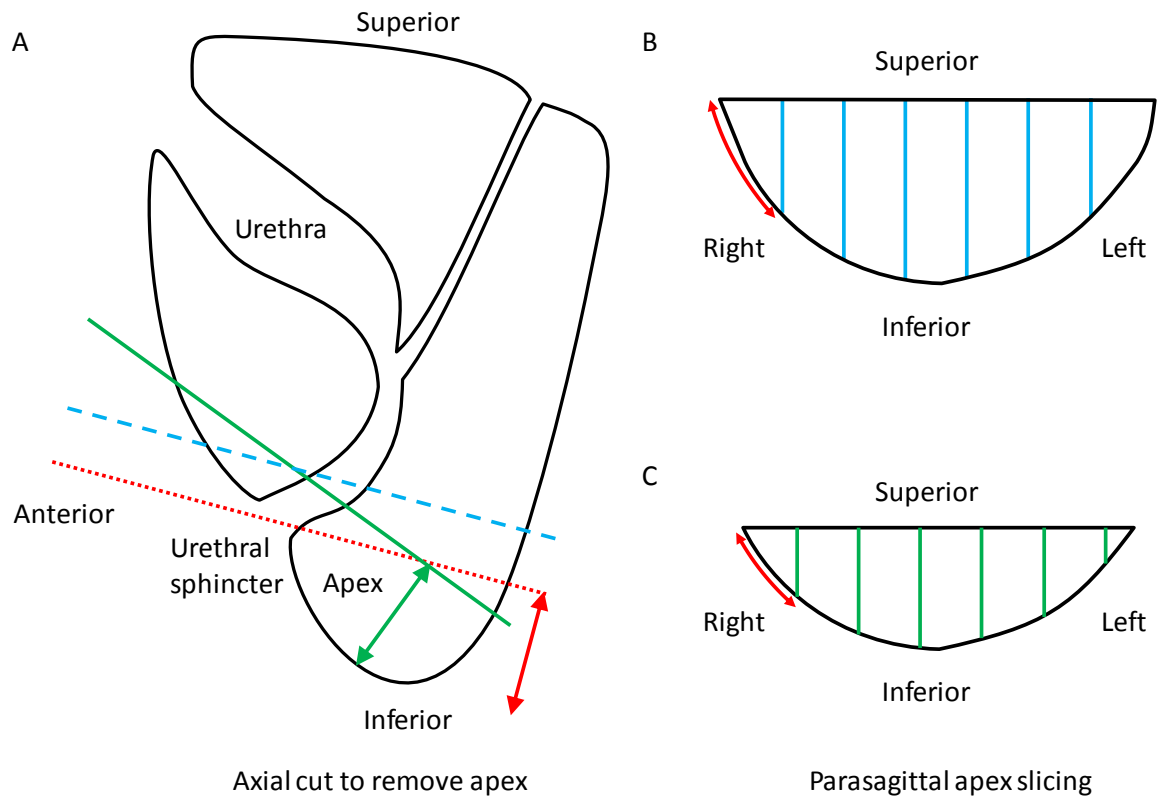 A
Superior
Urethra
Anterior
Urethral
sphincter
Apex
Inferior
Axial cut to remove apex
B
Superior
Right
Left
Inferior
C
Superior
Right
Left
Inferior
Parasagittal apex slicing